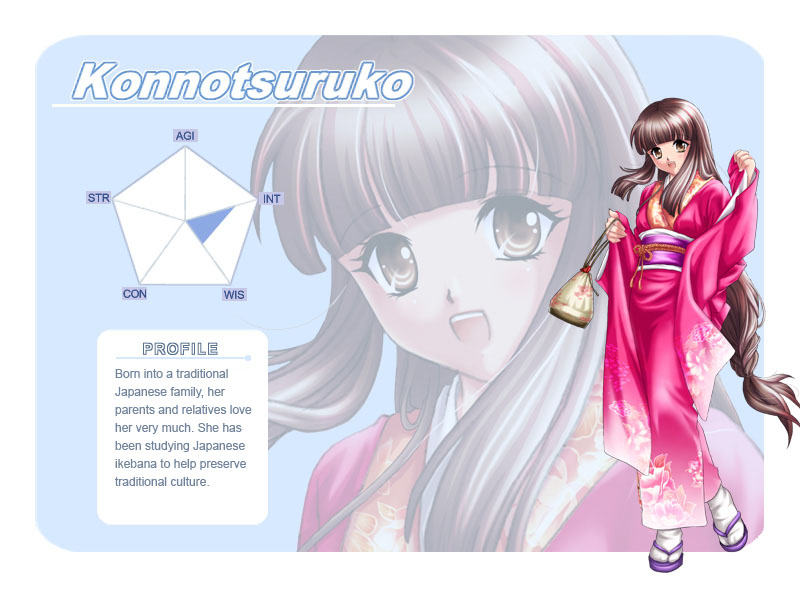 Konnotsuruko
AGI
STR
INT
CON
WIS
PROFILE
Born into a traditional
Japanese family, her
parents and relatives love
her very much. She has
been studying Japanese
ikebana to help preserve
traditional culture.